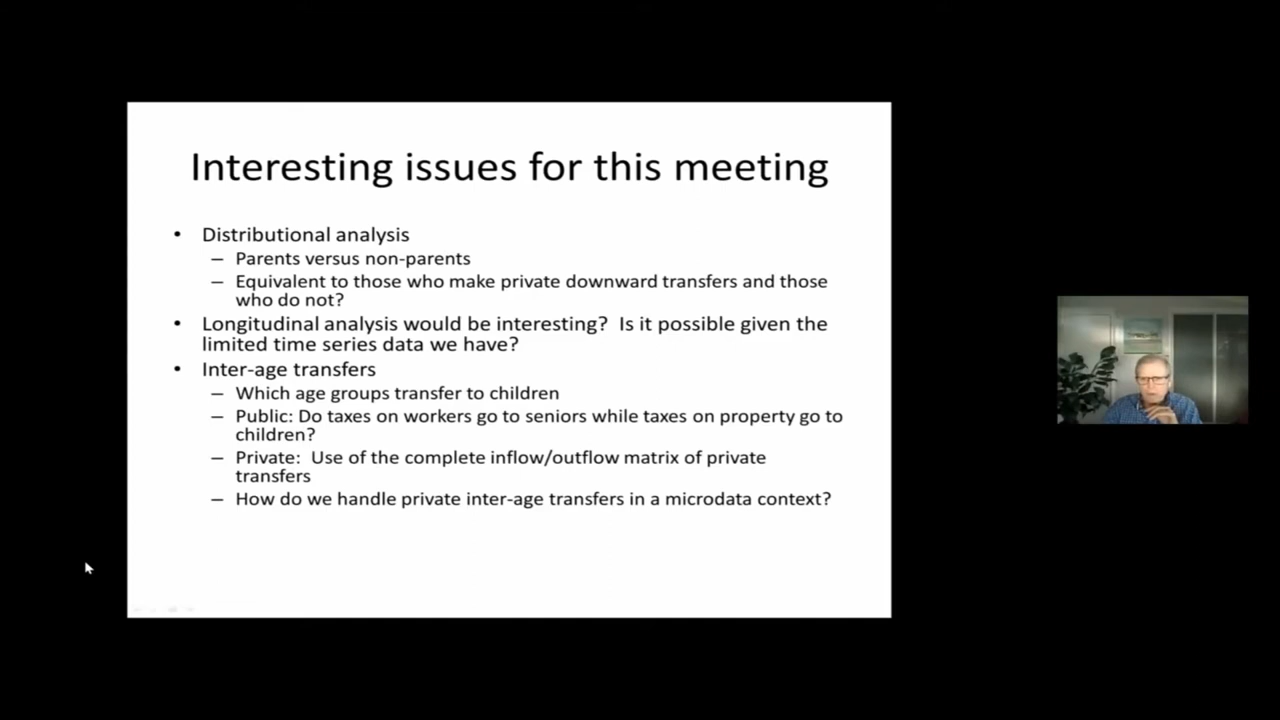 Interesting issues for this meeting
• Distributional analysis
– Parents versus non-parents
– Equivalent to those who make private downward transfers and those
who do not?
• Longitudinal analysis would be interesting? Is it possible given the
limited time series data we have?
• Inter-age transfers
– Which age groups transfer to children
– Public: Do taxes on workers go to seniors while taxes on property go to
children?
– Private: Use of the complete inflow/outflow matrix of private
transfers
– How do we handle private inter-age transfers in a microdata context?